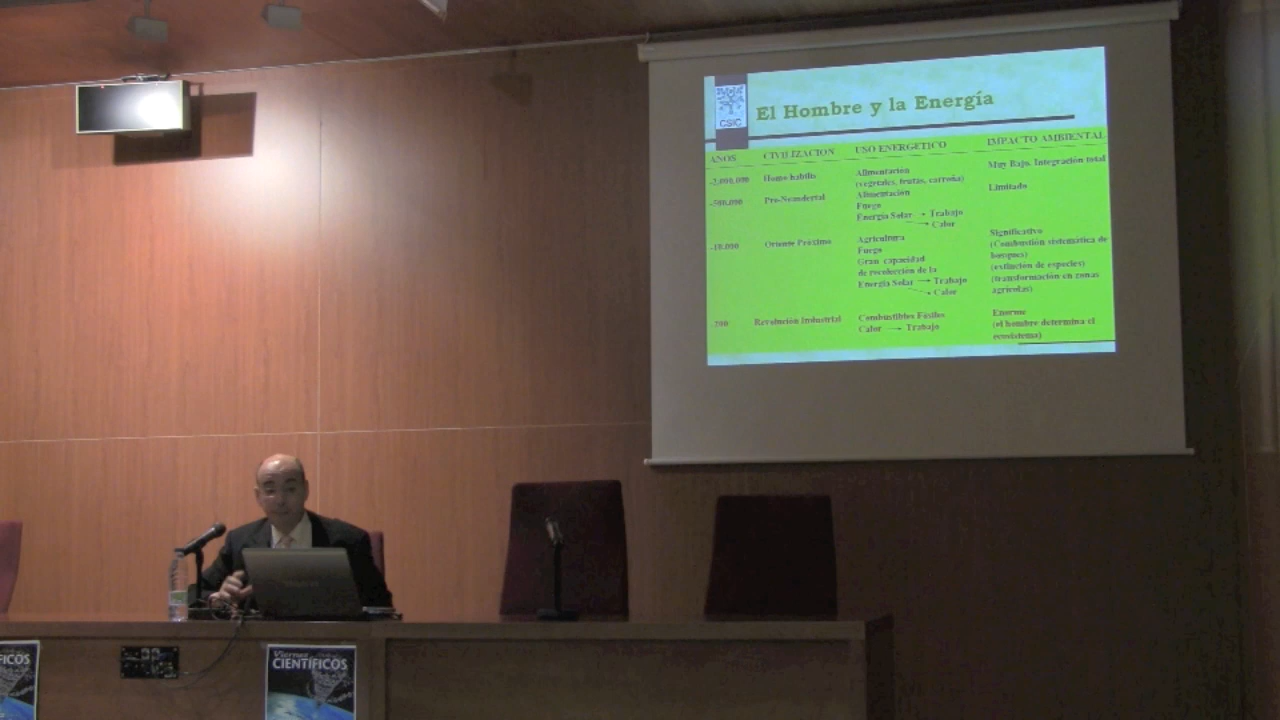 CSIC
El Hombre y la Energía
AÑOS CIVILIZACION USO ENERGETICO IMPACTO AMBIENTAL
-2.000.000 Homo habilis Alimentación Muy Bajo. Integración total
(vegetales, frutas, carroña)
-500.000 Pre-Neandertal Alimentación Limitado
Fuego
Energía Solar → Trabajo
→ Calor
-10.000 Oriente Próximo Agricultura Significativo
Fuego (Combustión sistemática de
Gran capacidad bosques)
de recolección de la (extinción de especies)
Energía Solar → Trabajo (transformación en zonas
→ Calor agrícolas)
-200 Revolución Industrial Combustibles Fósiles Enorme
Calor → Trabajo (el hombre determina el
ecosistema)
Viernes
CIENTÍFICOS
FICOS